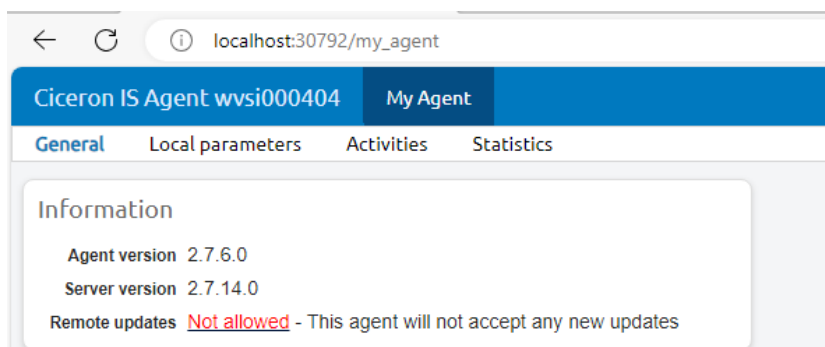 localhost:30792/my_agent
Ciceron IS Agent wvsi000404 My Agent
General Local parameters Activities Statistics
Information
Agent version 2.7.6.0
Server version 2.7.14.0
Remote updates Not allowed - This agent will not accept any new updates